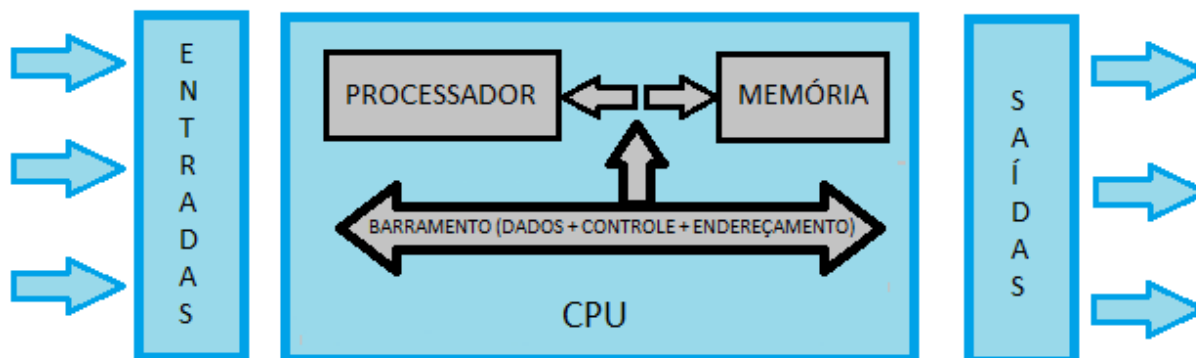 ENTRADAS
PROCESSADOR
MEMÓRIA
BARRAMENTO (DADOS + CONTROLE + ENDEREÇAMENTO)
CPU
SAÍDAS